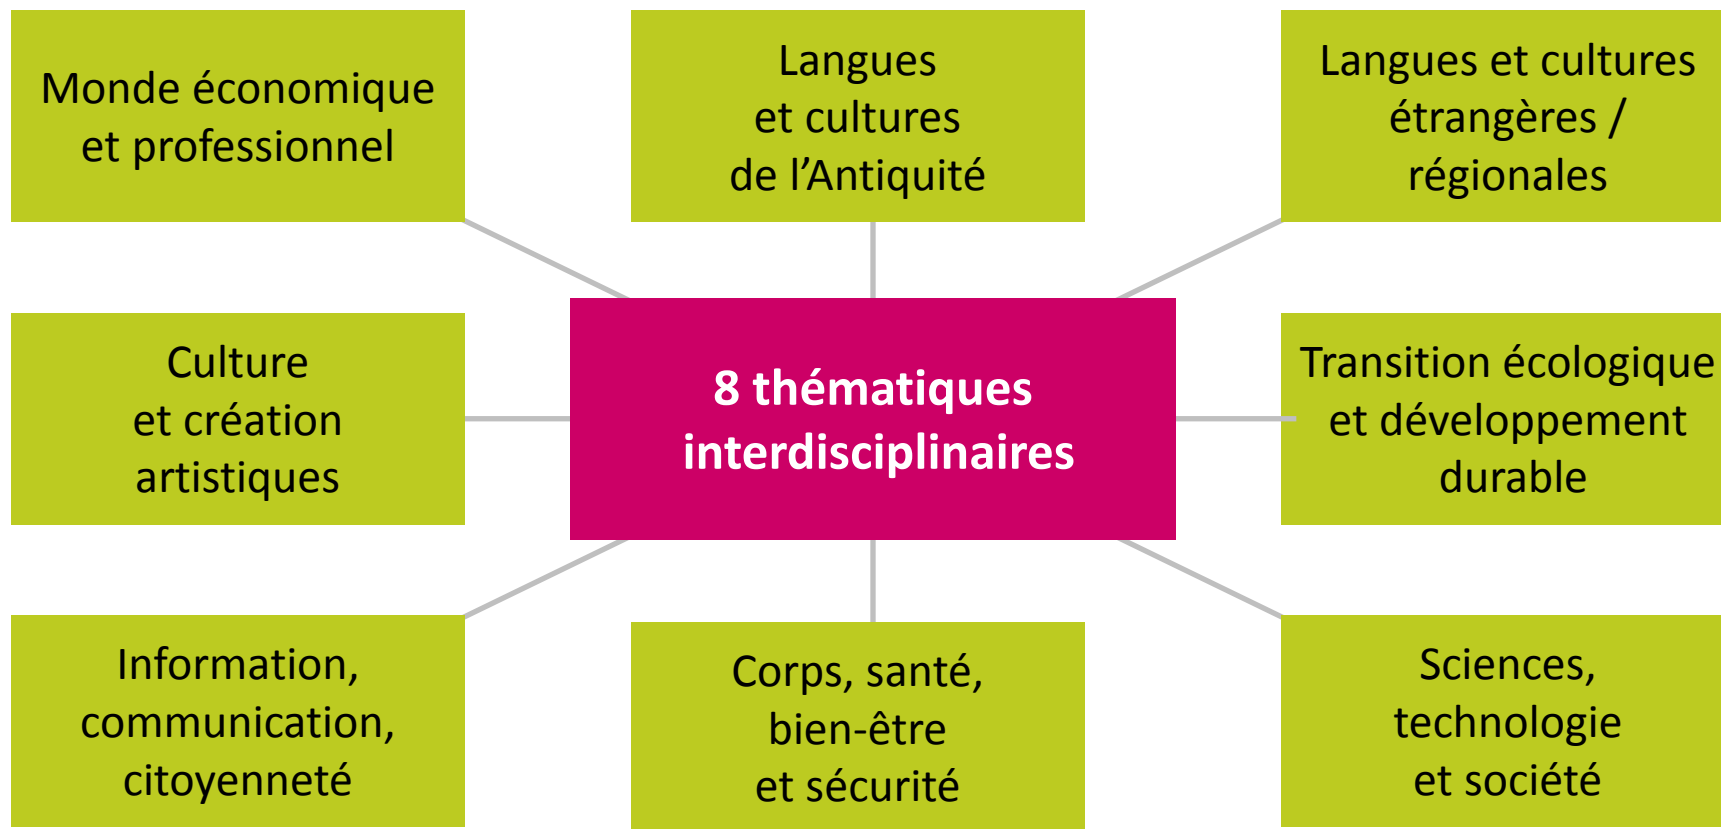 Monde économique
et professionnel
Langues
et cultures
de l’Antiquité
Langues et cultures
étrangères /
régionales
Culture
et création
artistiques
8 thématiques
interdisciplinaires
Transition écologique
et développement
durable
Information,
communication,
citoyenneté
Corps, santé,
bien-être
et sécurité
Sciences,
technologie
et société